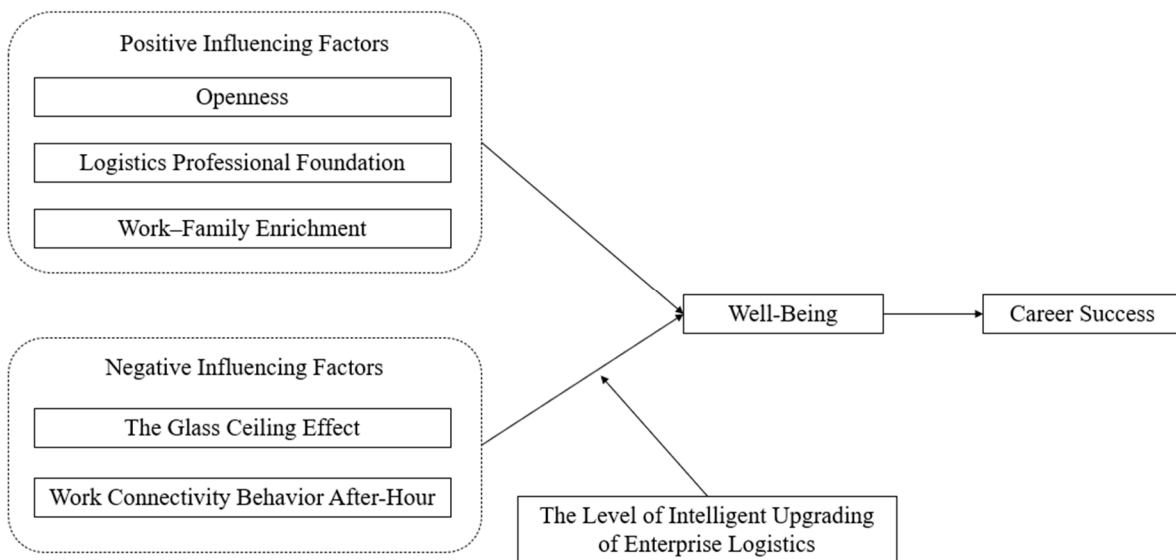 Positive Influencing Factors
Openness
Logistics Professional Foundation
Work–Family Enrichment
Well-Being
Career Success
Negative Influencing Factors
The Glass Ceiling Effect
Work Connectivity Behavior After-Hour
The Level of Intelligent Upgrading
of Enterprise Logistics